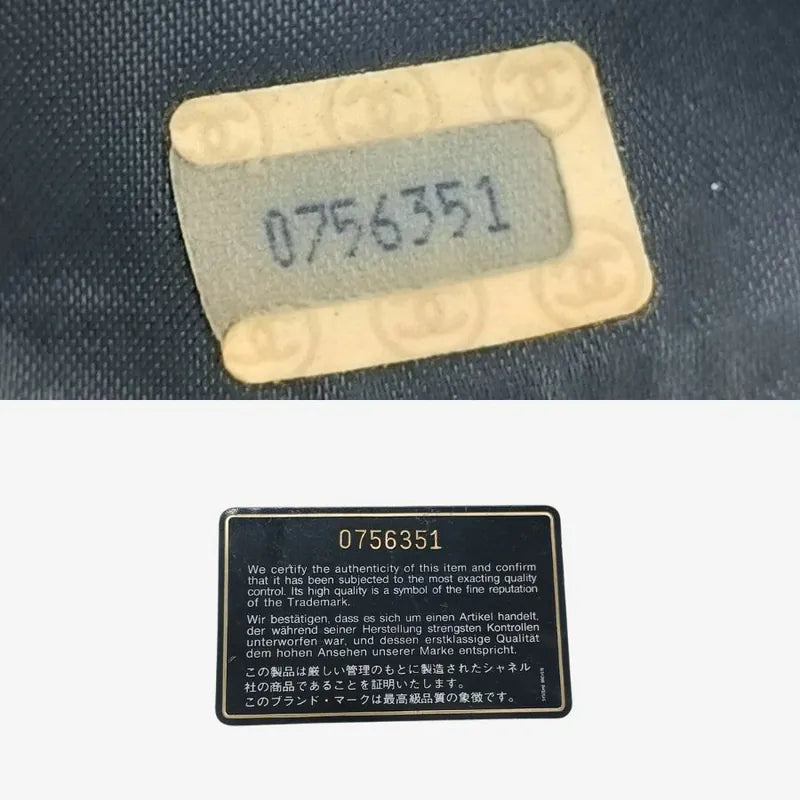 0756351
0756351
We certify the authenticity of this item and confirm
that it has been subjected to the most exacting quality
control. Its high quality is a symbol of the fine reputation
of the Trademark.
Wir bestätigen, dass es sich um einen Artikel handelt,
der während seiner Herstellung strengsten Kontrollen
unterworfen war, und dessen erstklassige Qualität
dem hohen Ansehen unserer Marke entspricht.
この製品は厳しい管理のもとに製造されたシャネル
社の商品であることを証明いたします。
このブランド・マークは最高級品質の象徴です。